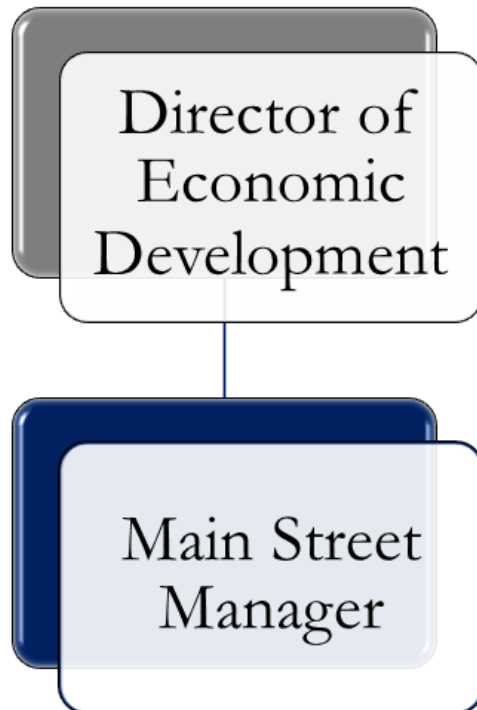 Director of
Economic
Development
Main Street
Manager